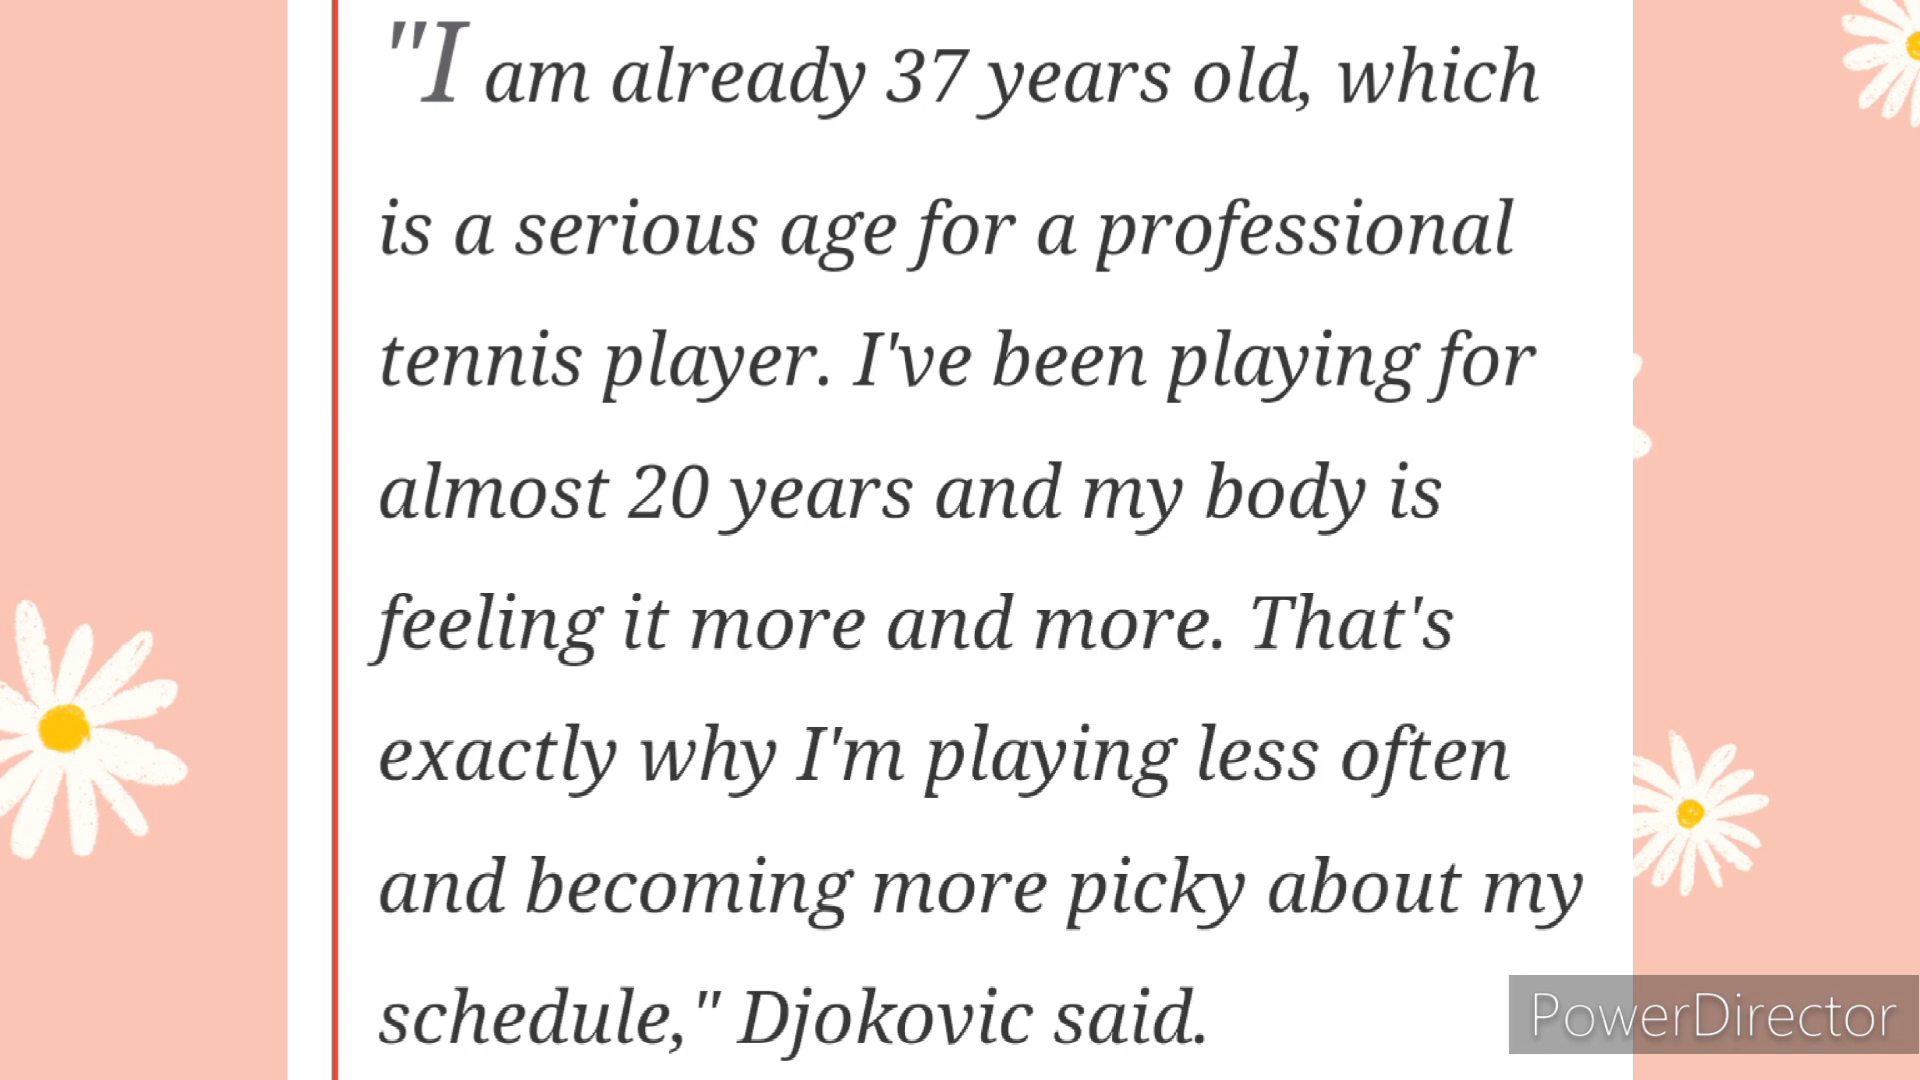 "I am already 37 years old, which
is a serious age for a professional
tennis player. I've been playing for
almost 20 years and my body is
feeling it more and more. That's
exactly why I'm playing less often
and becoming more picky about my
schedule," Djokovic said.
PowerDirector